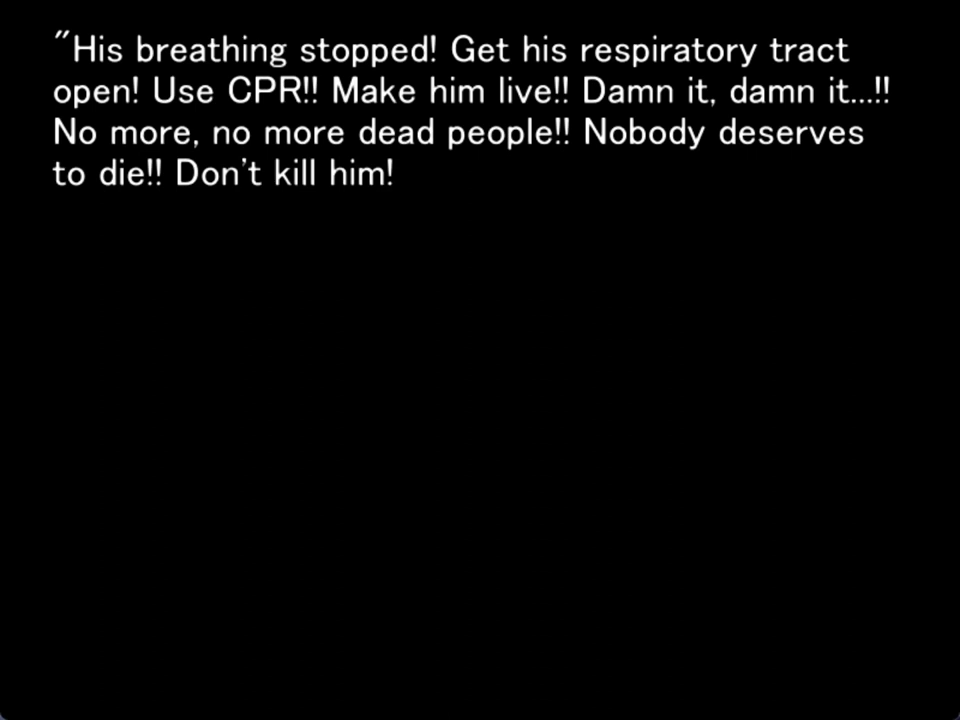 "His breathing stopped! Get his respiratory tract
open! Use CPR!! Make him live!! Damn it, damn it...!!
No more, no more dead people!! Nobody deserves
to die!! Don't kill him!